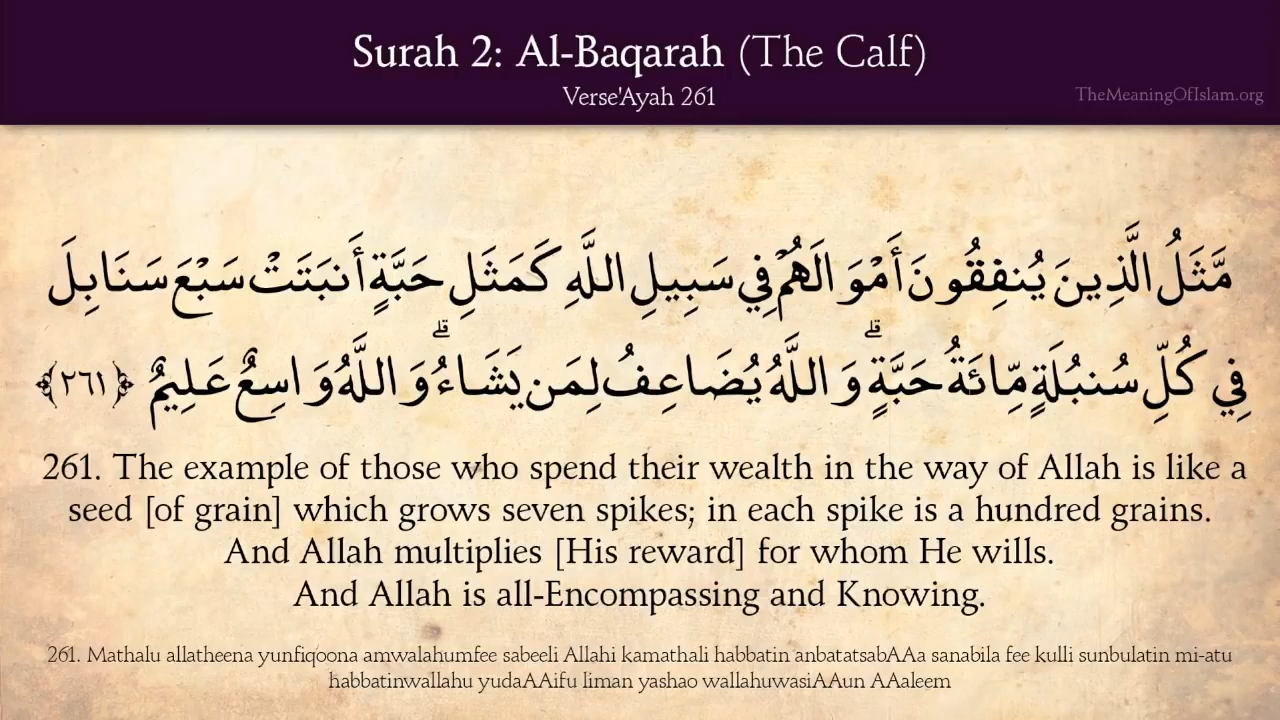 Surah 2: Al-Baqarah (The Calf)
Verse'Ayah 261
TheMeaningOfIslam.org
مَّثَلُ الَّذِينَ يُنفِقُونَ أَمْوَالَهُمْ فِي سَبِيلِ اللَّهِ كَمَثَلِ حَبَّةٍ أَنبَتَتْ سَبْعَ سَنَابِلَ
فِي كُلِّ سُنبُلَةٍ مِّائَةُ حَبَّةٍ ۗ وَاللَّهُ يُضَاعِفُ لِمَن يَشَاءُ ۗ وَاللَّهُ وَاسِعٌ عَلِيمٌ ﴿٢٦١﴾
261. The example of those who spend their wealth in the way of Allah is like a
seed [of grain] which grows seven spikes; in each spike is a hundred grains.
And Allah multiplies [His reward] for whom He wills.
And Allah is all-Encompassing and Knowing.
261. Mathalu allatheena yunfiqoona amwalahumfee sabeeli Allahi kamathali habbatin anbatatsabAAa sanabila fee kulli sunbulatin mi-atu
habbatinwallahu yudaAAifu liman yashao wallahuwasiAAun AAaleem